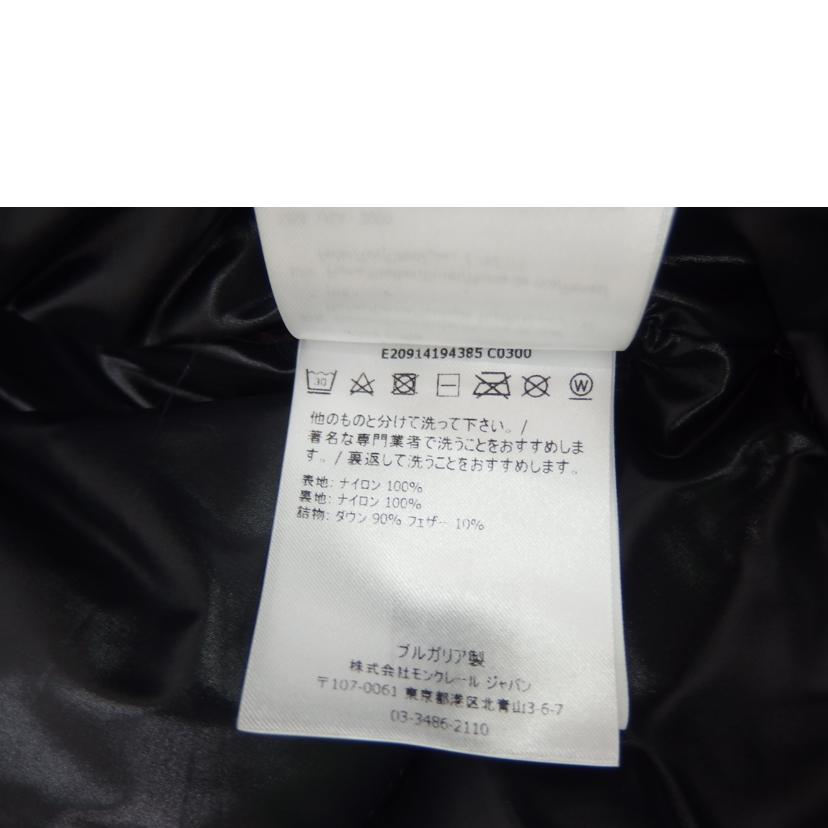 E20914194385 C0300
30
W
他のものと分けて洗って下さい。/
著名な専門業者で洗うことをおすすめしま
す。/ 裏返して洗うことをおすすめします。
表地: ナイロン 100%
裏地: ナイロン 100%
詰物: ダウン 90% フェザー 10%
ブルガリア製
株式会社モンクレール ジャパン
〒107-0061 東京都港区北青山3-6-7
03-3486-2110